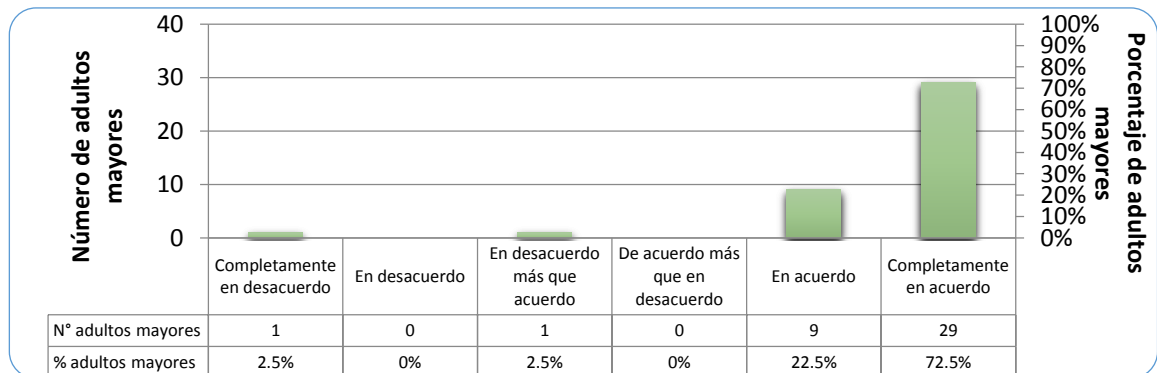 Número de adultos
mayores
40
30
20
10
0
100%
90%
80%
70%
60%
50%
40%
30%
20%
10%
0%
Porcentaje de adultos
mayores
Completamente
en desacuerdo
En desacuerdo
En desacuerdo
más que
acuerdo
De acuerdo más
que en
desacuerdo
En acuerdo
Completamente
en acuerdo
N° adultos mayores 1 0 1 0 9 29
% adultos mayores 2.5% 0% 2.5% 0% 22.5% 72.5%